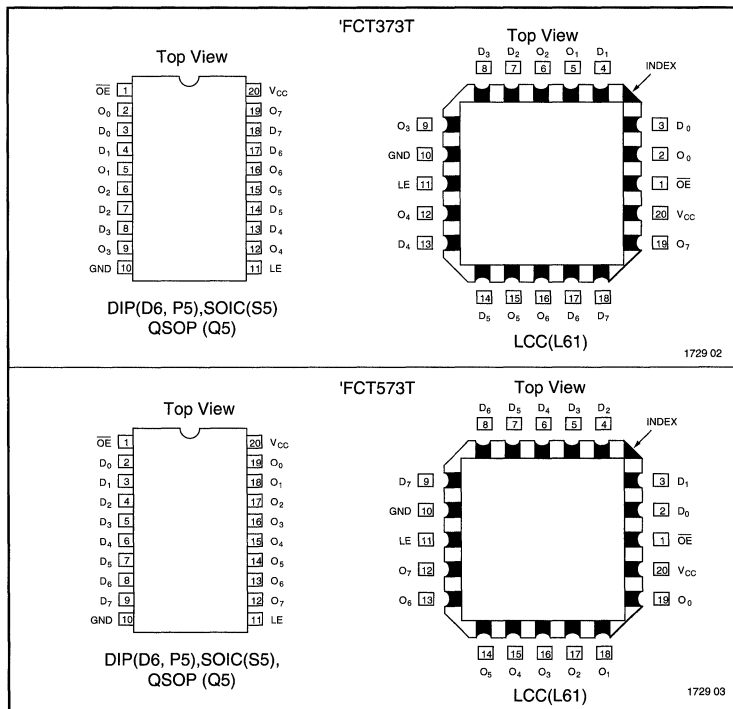 'FCT373T
Top View
OE 1 20 VCC
O0 2 19 O7
D0 3 18 D7
D1 4 17 D6
O1 5 16 O6
O2 6 15 O5
D2 7 14 D5
D3 8 13 D4
O3 9 12 O4
GND 10 11 LE
DIP(D6, P5),SOIC(S5)
QSOP (Q5)
Top View
D3 D2 O2 O1 D1
8 7 6 5 4
INDEX
O3 9 3 D0
GND 10 2 O0
LE 11 1 OE
O4 12 20 VCC
D4 13 19 O7
14 15 16 17 18
D5 O5 O6 D6 D7
LCC(L61)
1729 02
'FCT573T
Top View
OE 1 20 VCC
D0 2 19 O0
D1 3 18 O1
D2 4 17 O2
D3 5 16 O3
D4 6 15 O4
D5 7 14 O5
D6 8 13 O6
D7 9 12 O7
GND 10 11 LE
DIP(D6, P5),SOIC(S5),
QSOP (Q5)
Top View
D6 D5 D4 D3 D2
8 7 6 5 4
INDEX
D7 9 3 D1
GND 10 2 D0
LE 11 1 OE
O7 12 20 VCC
O6 13 19 O0
14 15 16 17 18
O5 O4 O3 O2 O1
LCC(L61)
1729 03